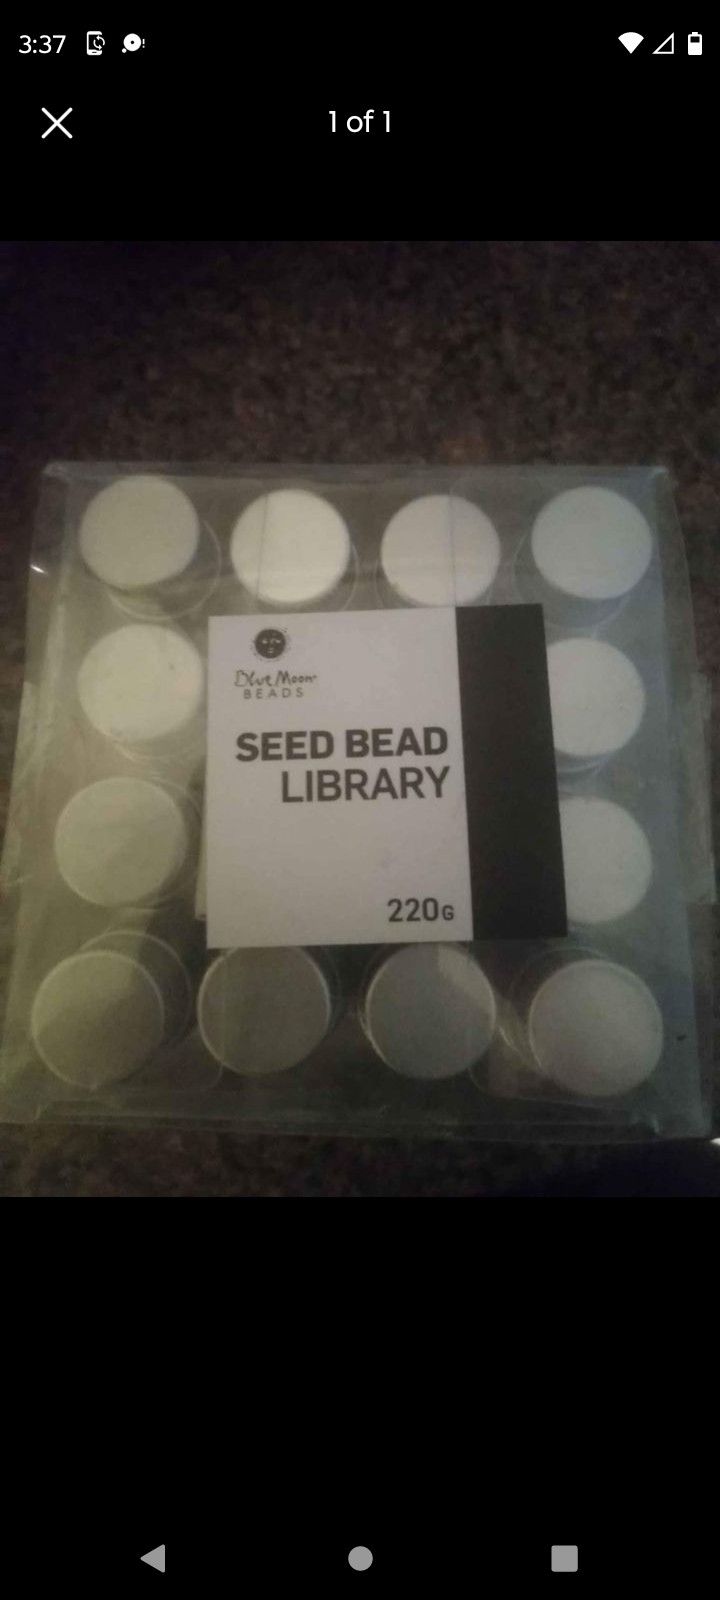 3:37
1 of 1
Blue Moon
BEADS
SEED BEAD
LIBRARY
220G